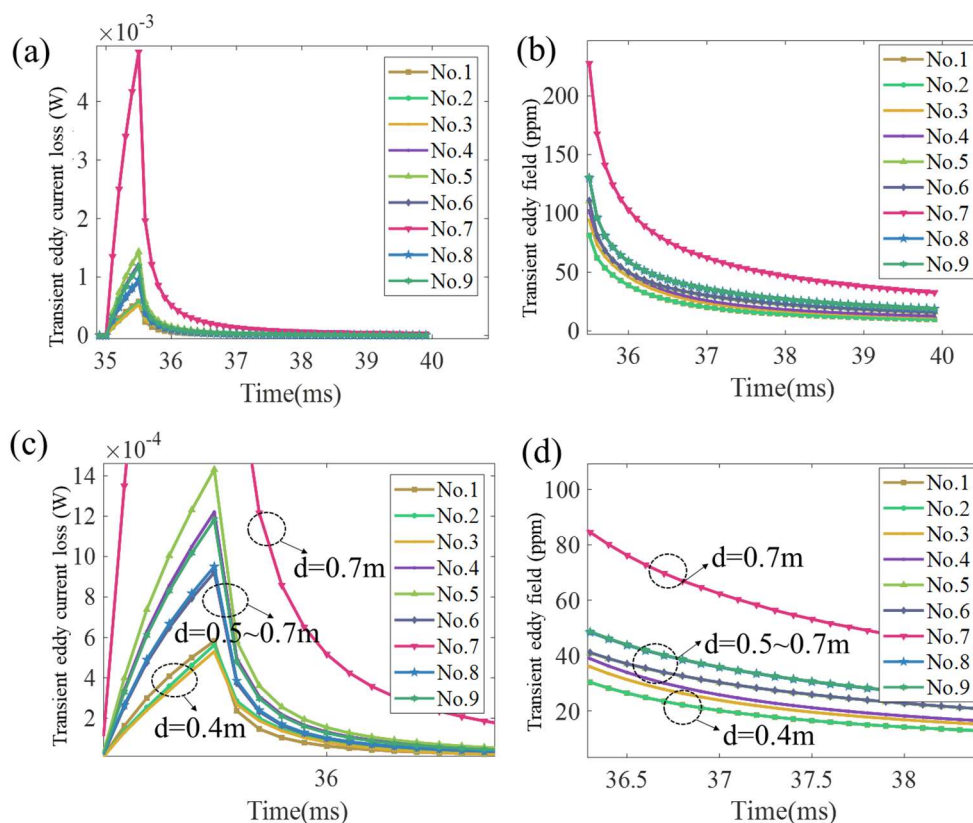 (a)
×10⁻³
Transient eddy current loss (W)
4
3
2
1
0
35
36
37
38
39
40
Time(ms)
No.1
No.2
No.3
No.4
No.5
No.6
No.7
No.8
No.9
(b)
Transient eddy field (ppm)
200
150
100
50
0
36
37
38
39
40
Time(ms)
No.1
No.2
No.3
No.4
No.5
No.6
No.7
No.8
No.9
(c)
×10⁻⁴
Transient eddy current loss (W)
14
12
10
8
6
4
2
36
Time(ms)
d=0.7m
d=0.5~0.7m
d=0.4m
No.1
No.2
No.3
No.4
No.5
No.6
No.7
No.8
No.9
(d)
Transient eddy field (ppm)
100
80
60
40
20
36.5
37
37.5
38
Time(ms)
d=0.7m
d=0.5~0.7m
d=0.4m
No.1
No.2
No.3
No.4
No.5
No.6
No.7
No.8
No.9